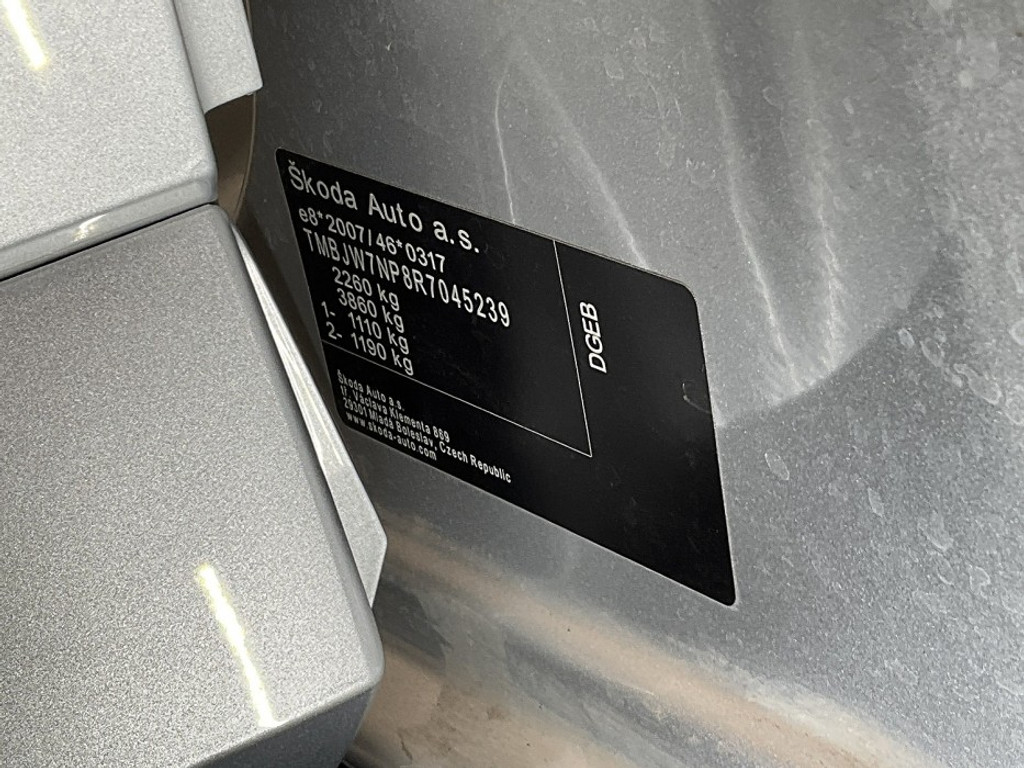 Škoda Auto a.s.
e8*2007/46*0317
TMBJW7NP8R7045239
2260 kg
3860 kg
1- 1110 kg
2- 1190 kg
DGEB
Škoda Auto a.s.
tř. Václava Klementa 869
29301 Mladá Boleslav, Czech Republic
www.skoda-auto.com